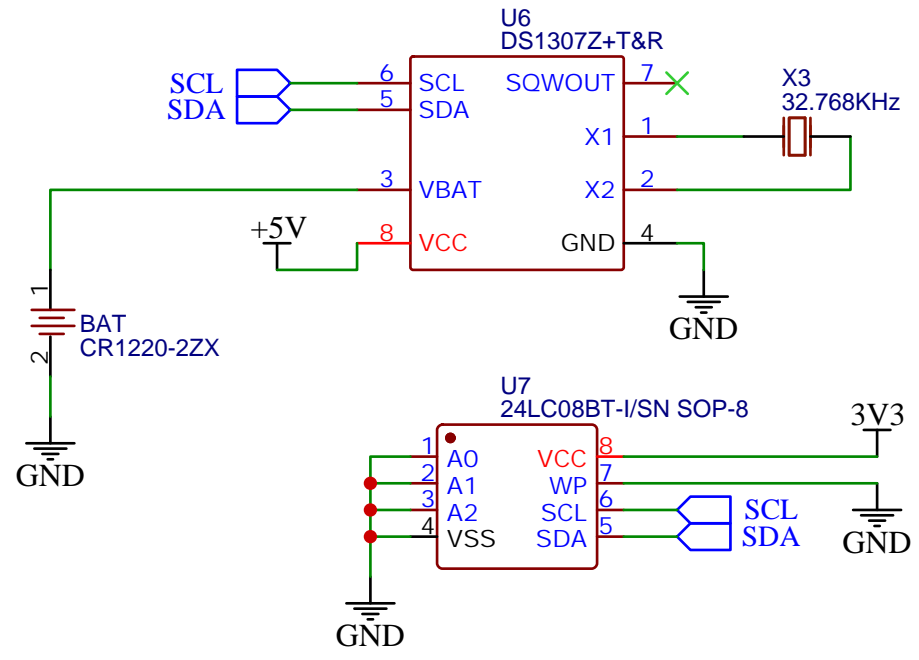 U6
DS1307Z+T&R
SCL 6 SCL SQWOUT 7
SDA 5 SDA
X3
32.768KHz
X1 1
3 VBAT X2 2
+5V 8 VCC GND 4
GND
1
BAT
CR1220-2ZX
2
GND
U7
24LC08BT-I/SN SOP-8
3V3
1 A0 VCC 8
2 A1 WP 7
3 A2 SCL 6 SCL
4 VSS SDA 5 SDA
GND
GND